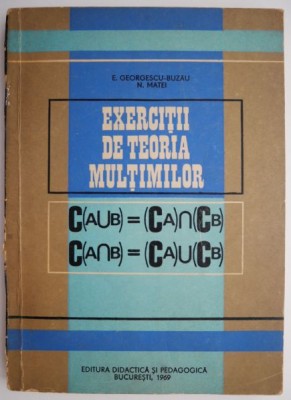 E. GEORGESCU-BUZĂU
N. MATEI
EXERCIȚII
DE TEORIA
MULȚIMILOR
C(A∪B) = (CA)∩(CB)
C(A∩B) = (CA)∪(CB)
EDITURA DIDACTICĂ ȘI PEDAGOGICĂ
BUCUREȘTI, 1969